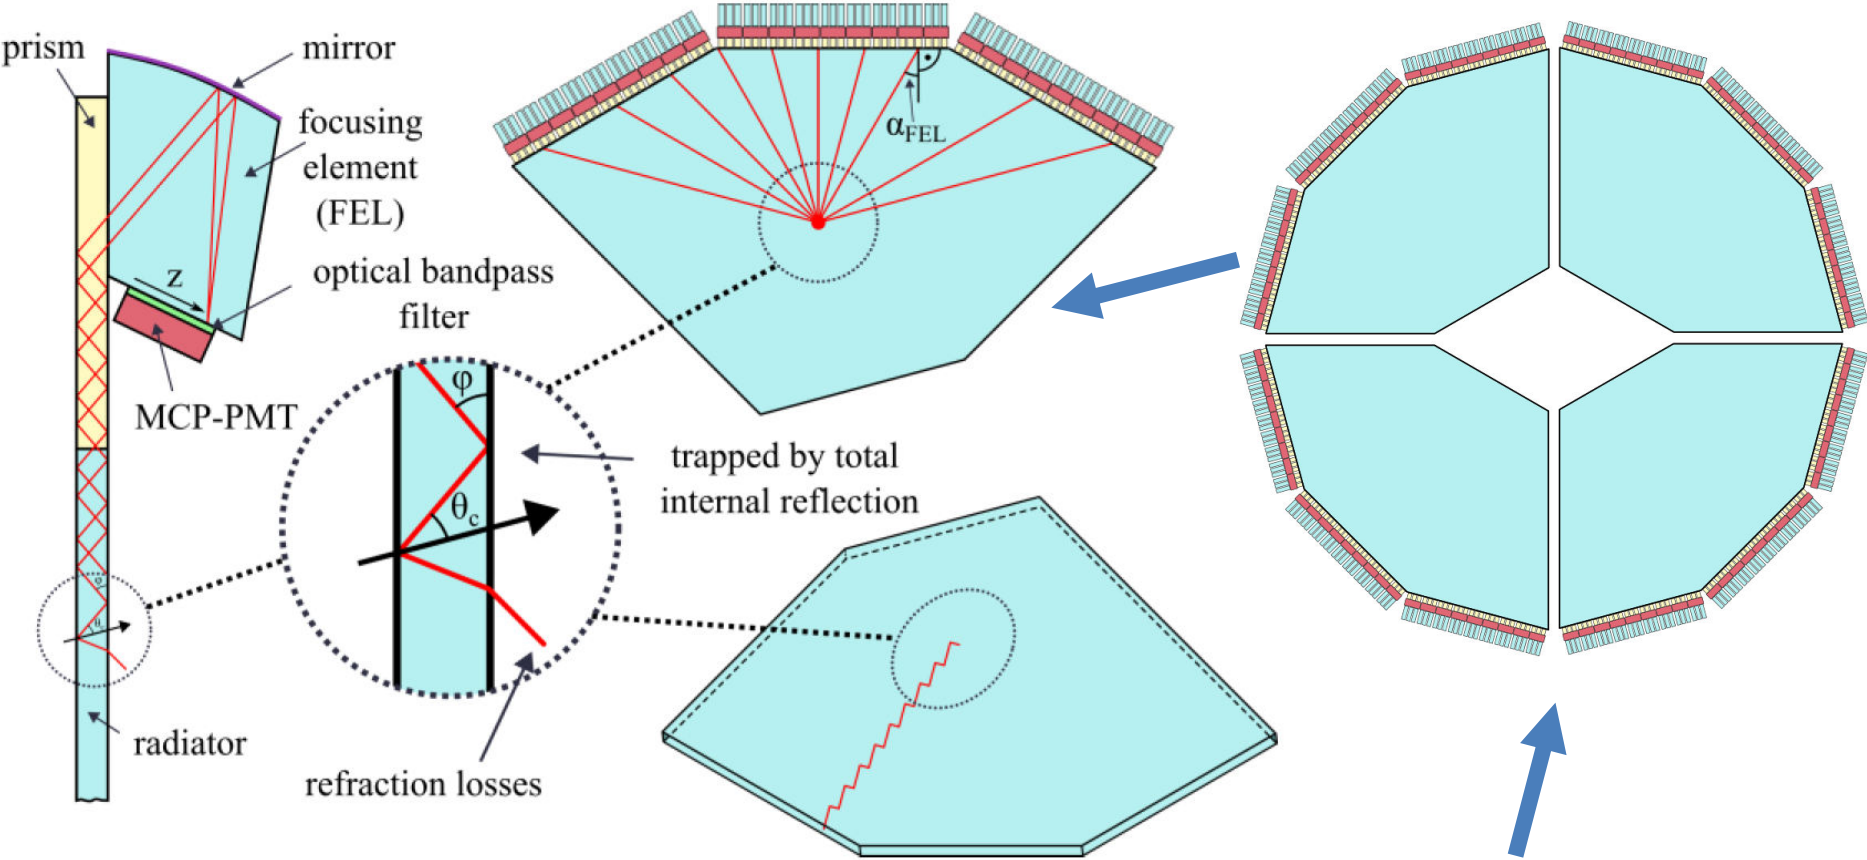 prism
mirror
focusing
element
(FEL)
z
optical bandpass
filter
MCP-PMT
φ
θc
φ
θ
radiator
refraction losses
trapped by total
internal reflection
αFEL